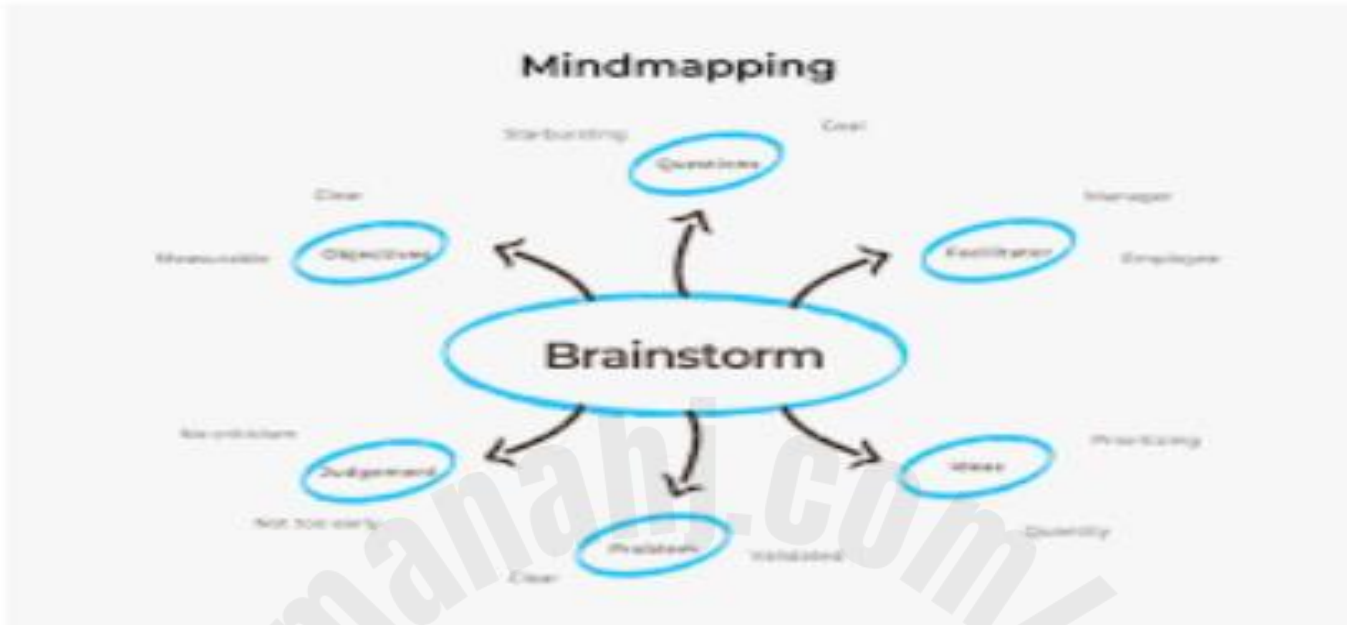 Mindmapping
Starbursting
Goal
Questions
Clear
Manager
Measurable
Objectives
Facilitator
Employee
Brainstorm
No criticism
Judgement
Ideas
Prioritizing
Not too early
Quantity
Problem
Validated
Clear
manahj.com/